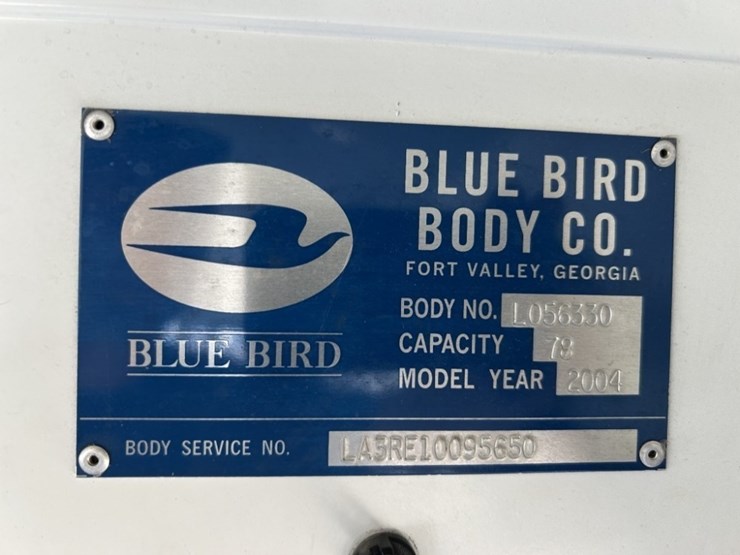 BLUE BIRD
BODY CO.
FORT VALLEY, GEORGIA
BODY NO. L056330
CAPACITY 78
MODEL YEAR 2004
BLUE BIRD
BODY SERVICE NO. LA3RE10095650